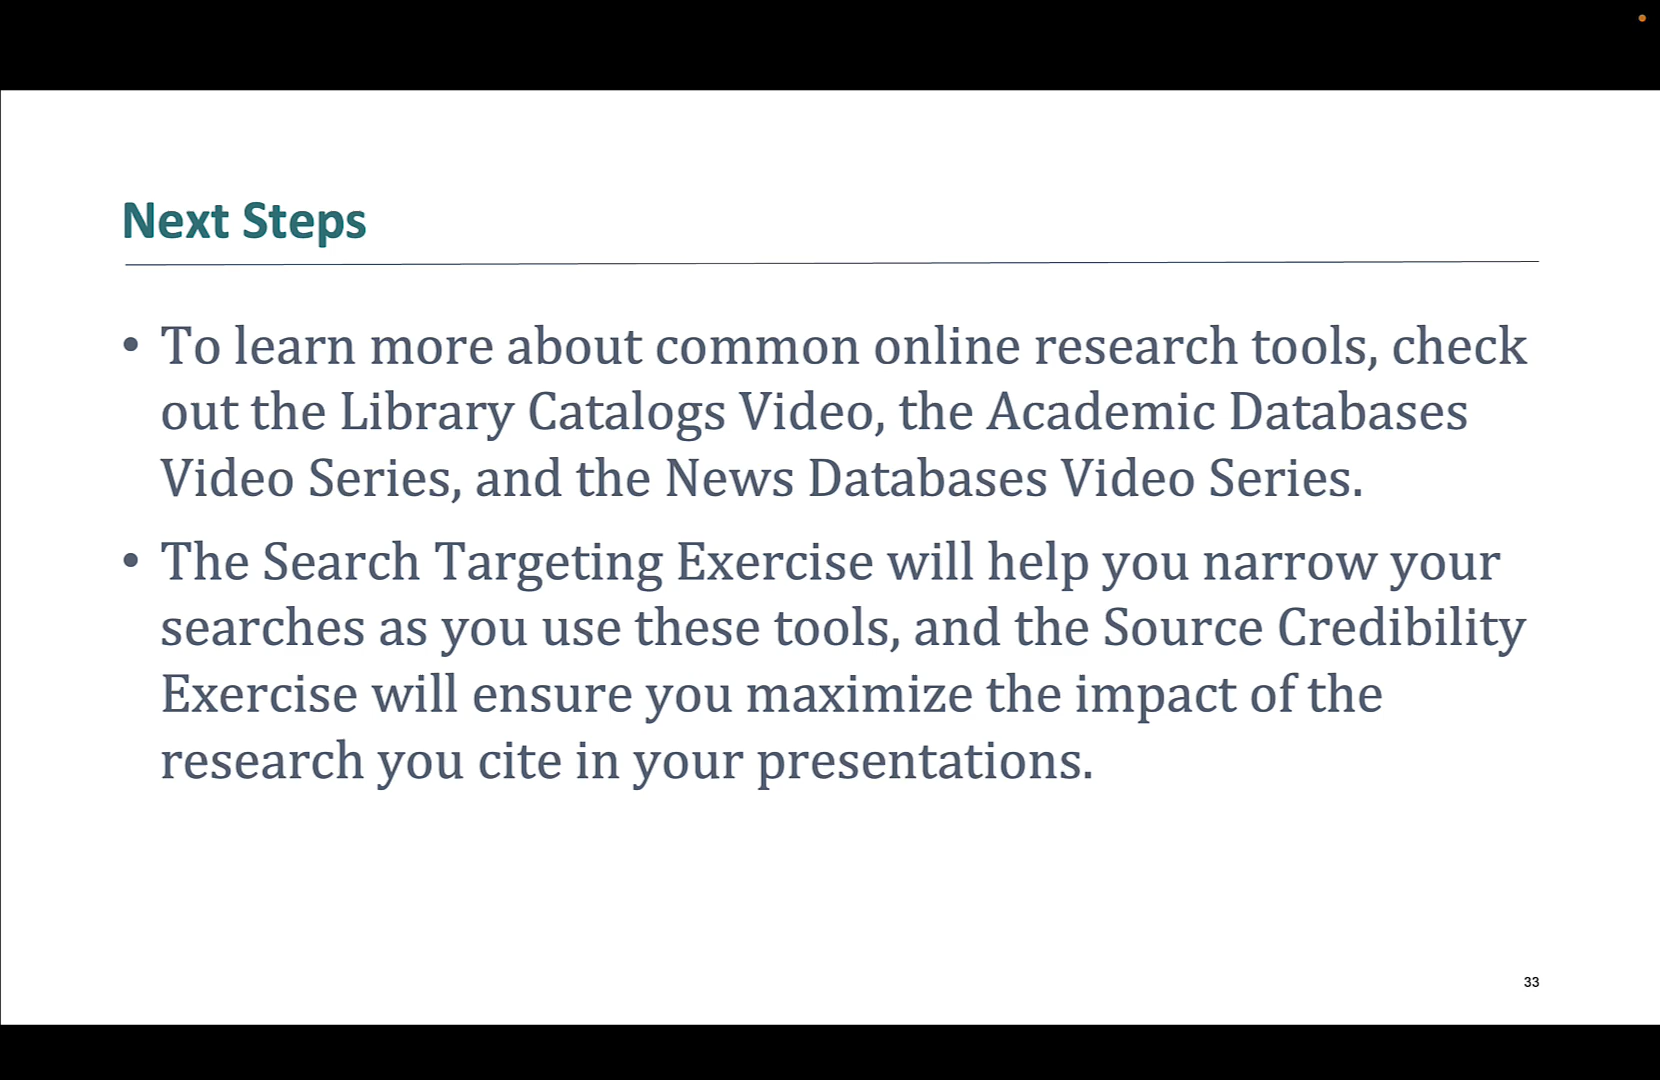 Next Steps
• To learn more about common online research tools, check
out the Library Catalogs Video, the Academic Databases
Video Series, and the News Databases Video Series.
• The Search Targeting Exercise will help you narrow your
searches as you use these tools, and the Source Credibility
Exercise will ensure you maximize the impact of the
research you cite in your presentations.
33